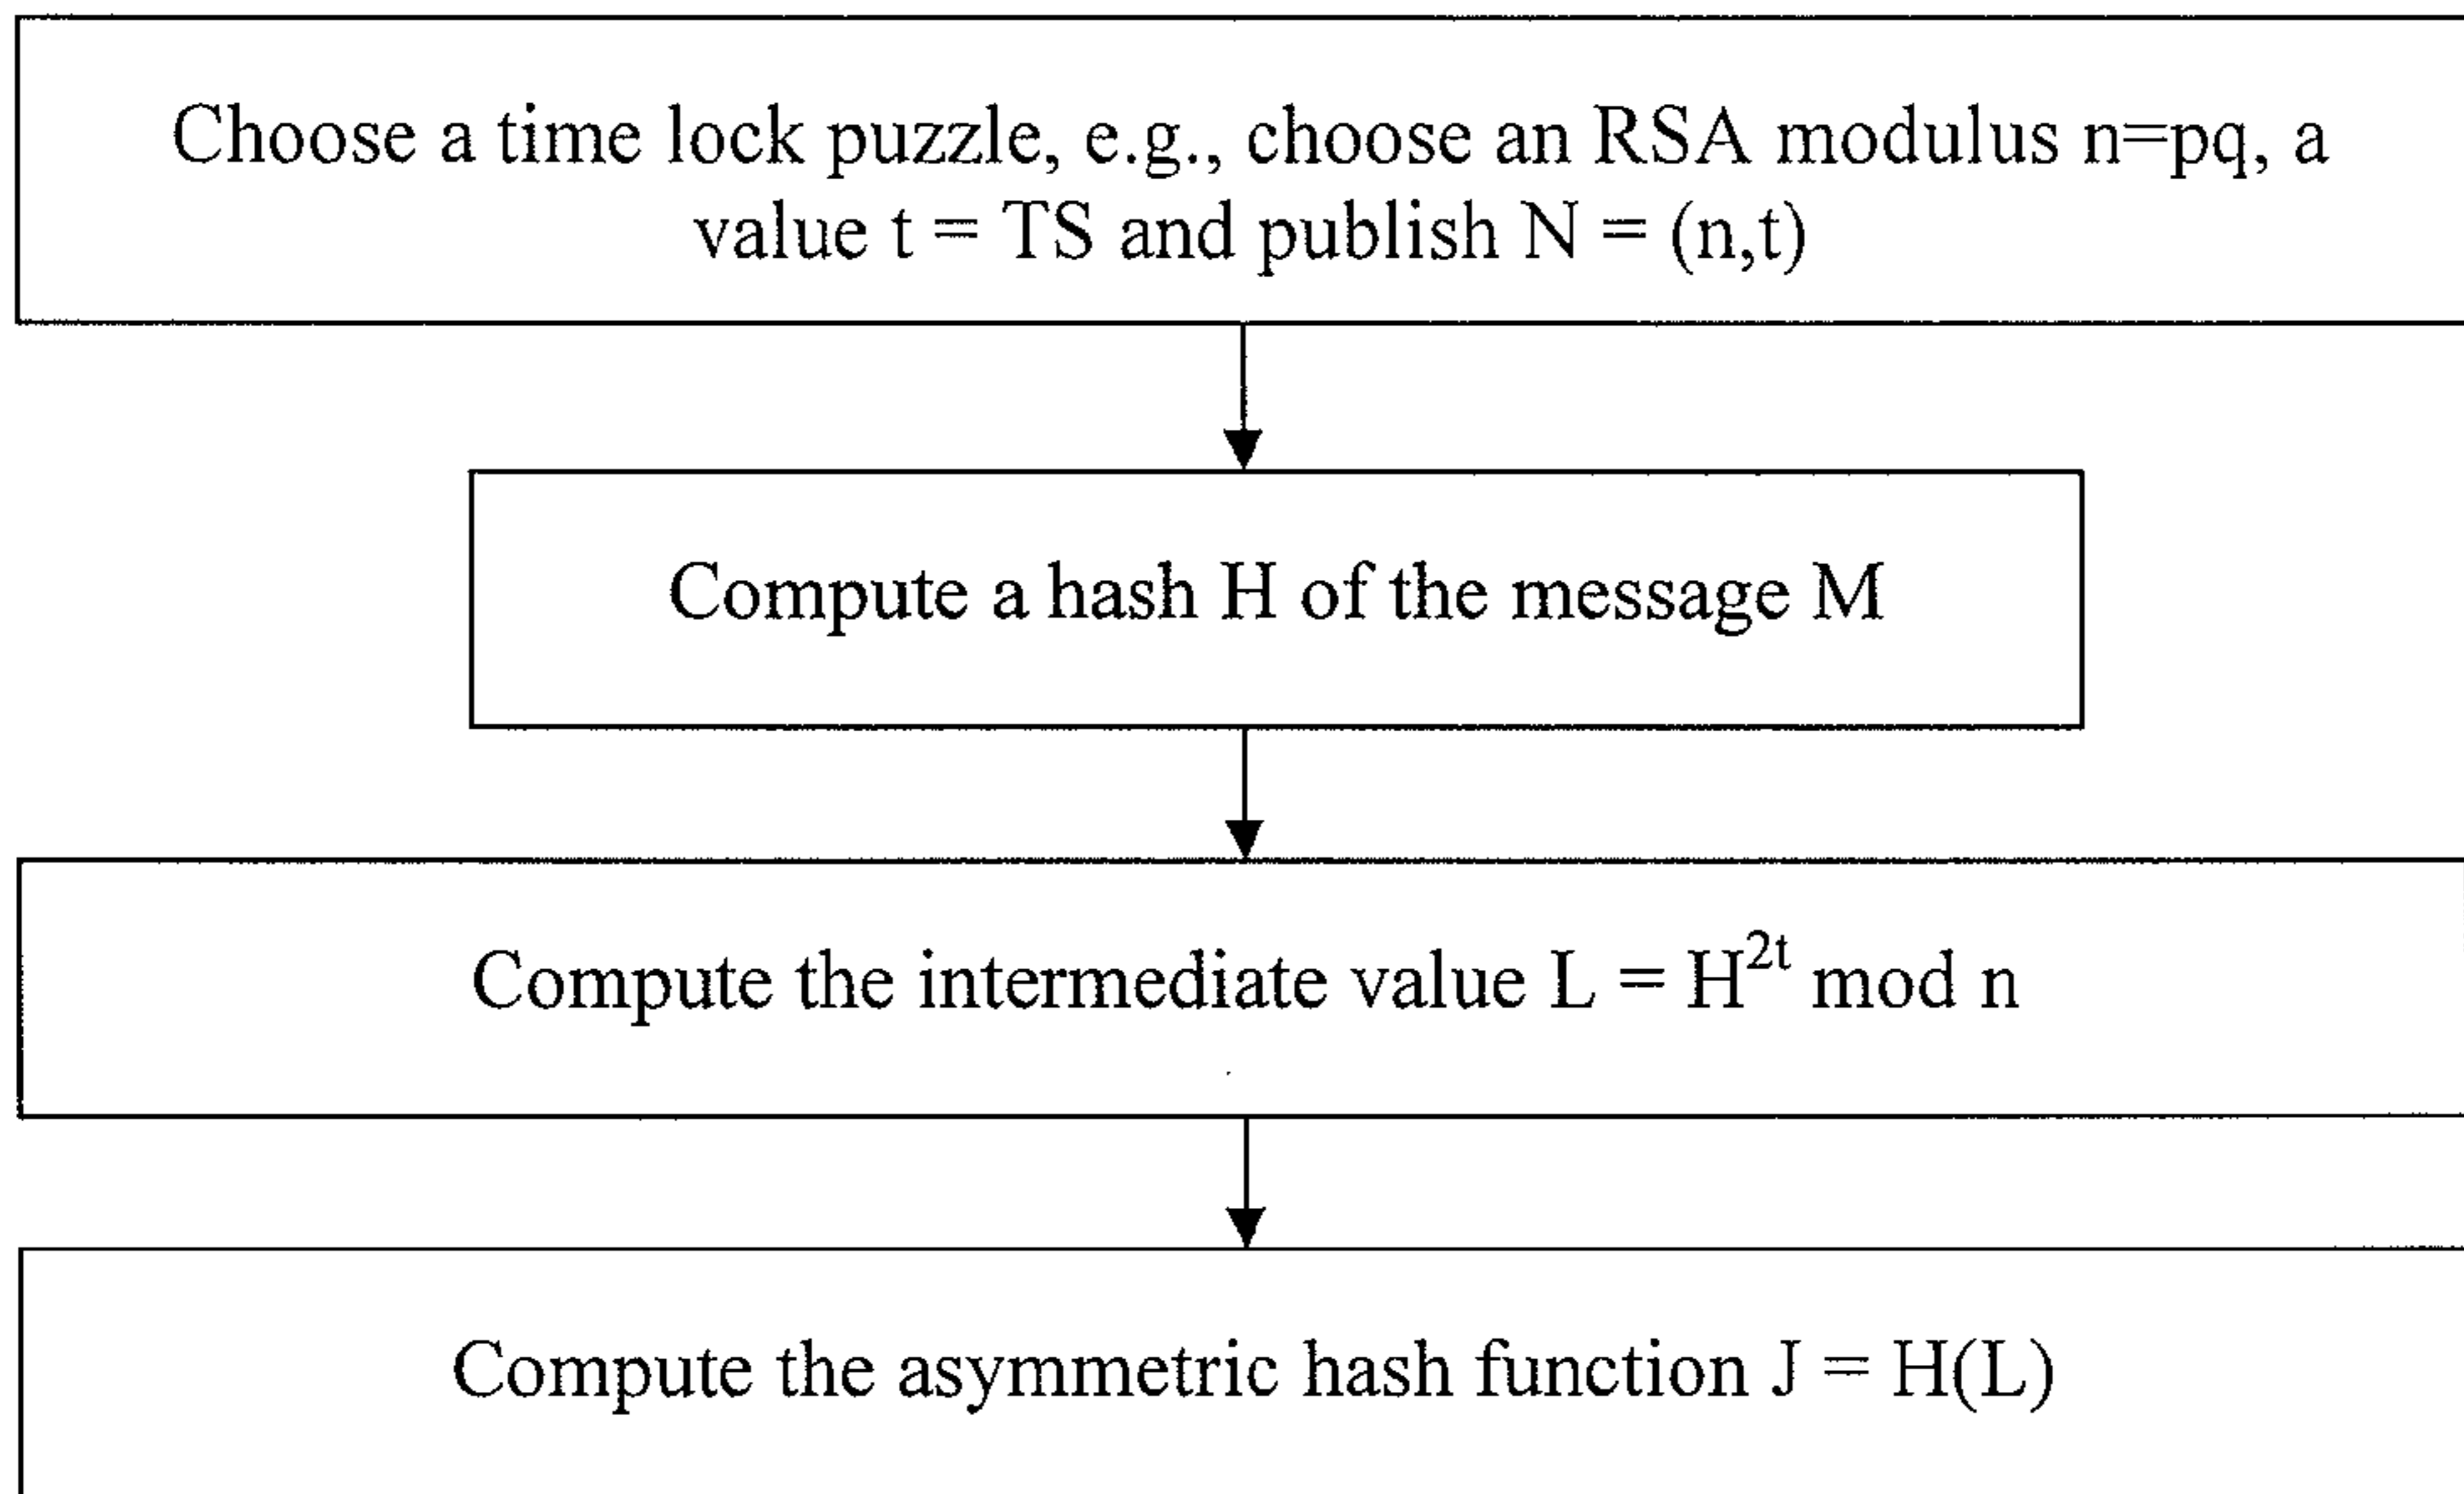 Choose a time lock puzzle, e.g., choose an RSA modulus n=pq, a
value t = TS and publish N = (n,t)
Compute a hash H of the message M
Compute the intermediate value L = H^2t mod n
Compute the asymmetric hash function J = H(L)